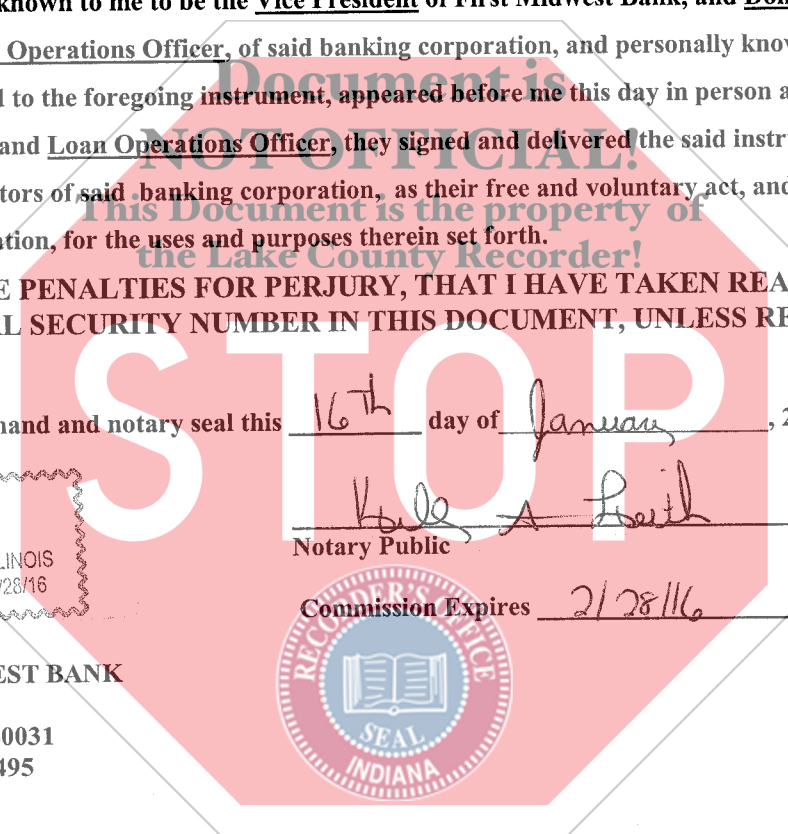 known to me to be the Vice President of First Midwest Bank, and Don
Operations Officer, of said banking corporation, and personally know
Document is
d to the foregoing instrument, appeared before me this day in person a
NOT OFFICIAL!
and Loan Operations Officer, they signed and delivered the said instr
tors of said banking corporation, as their free and voluntary act, and
This Document is the property of
ation, for the uses and purposes therein set forth.
the Lake County Recorder!
E PENALTIES FOR PERJURY, THAT I HAVE TAKEN REA
AL SECURITY NUMBER IN THIS DOCUMENT, UNLESS RE
STOP
hand and notary seal this 16th day of January, 2
A
Notary Public
LINOIS
/28/16
Commission Expires 2/28/16
RECORDER'S OFFICE
SEAL
INDIANA
EST BANK
0031
495